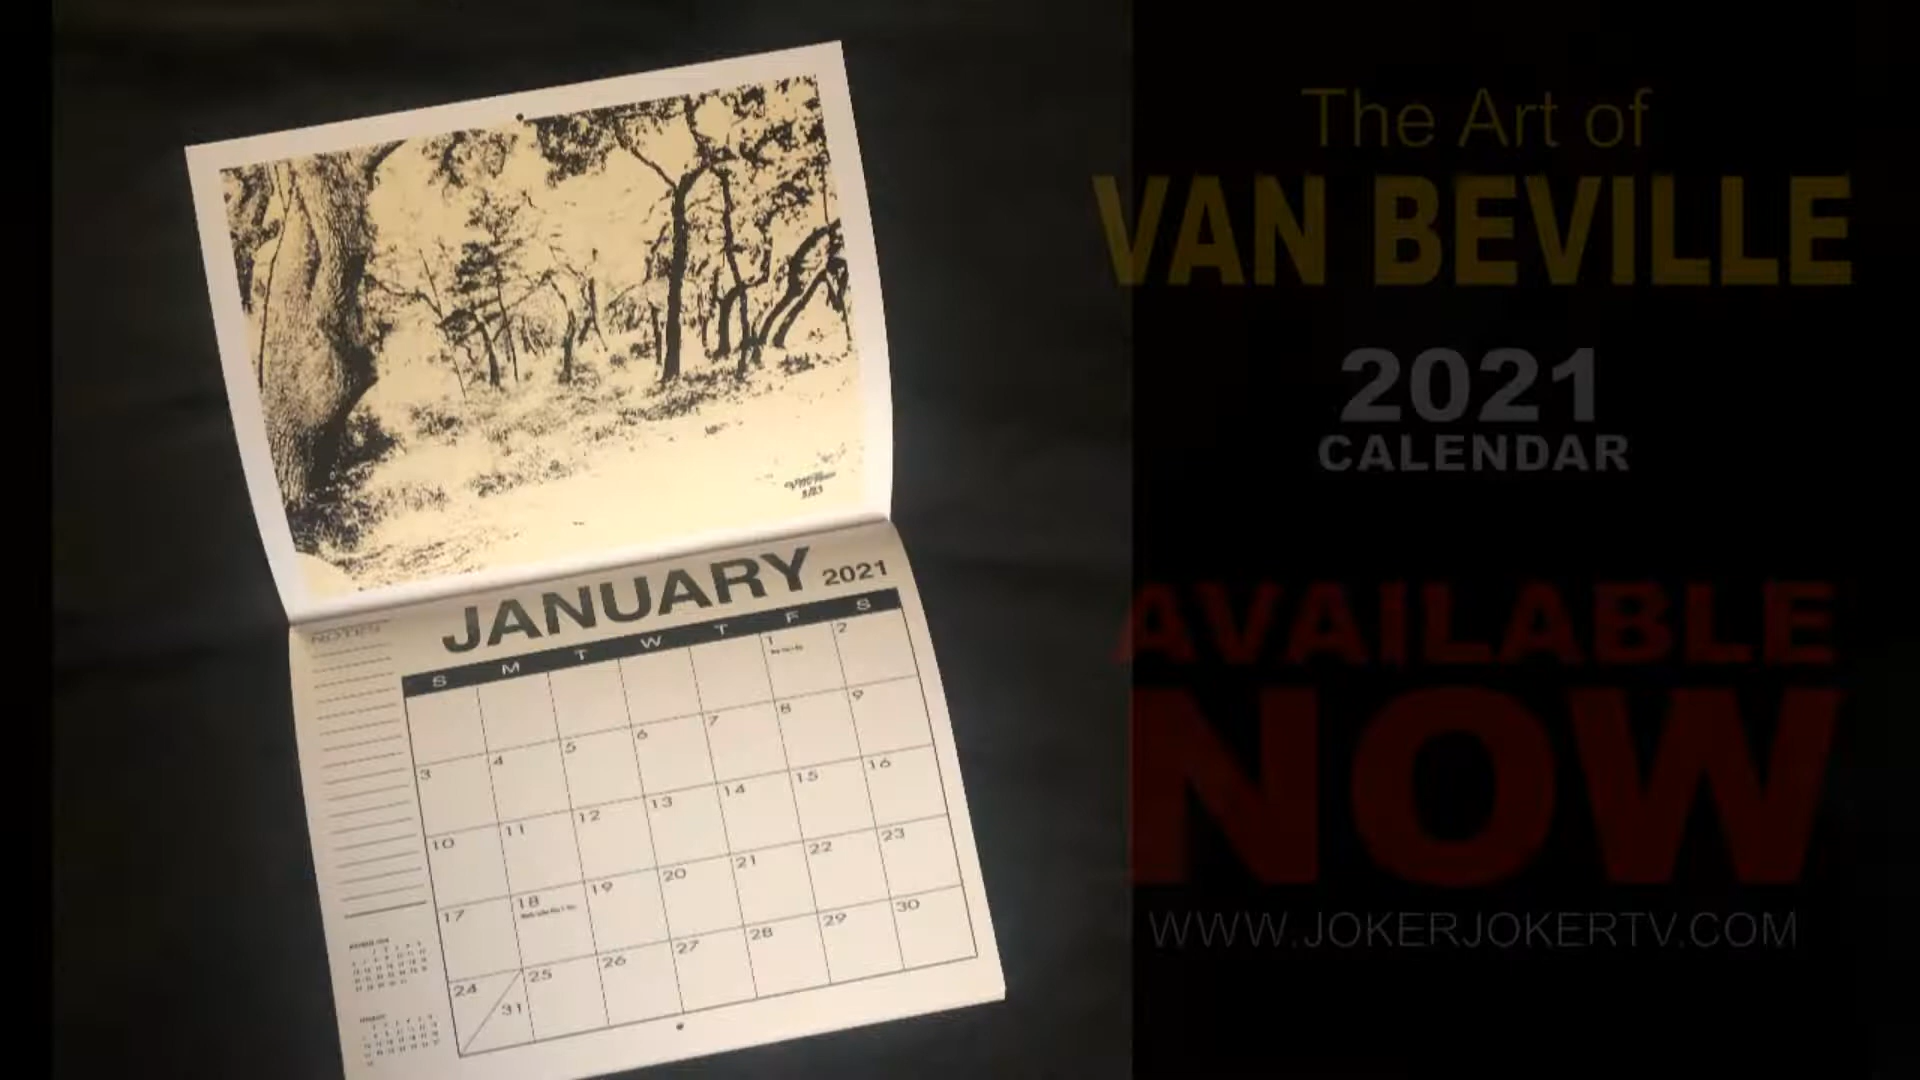 The Art of
VAN BEVILLE
2021
CALENDAR
AVAILABLE
NOW
WWW.JOKERJOKERTV.COM
JANUARY 2021
NOTES
S M T W T F S
1 2
3 4 5 6 7 8 9
10 11 12 13 14 15 16
17 18 19 20 21 22 23
24 25 26 27 28 29 30
31